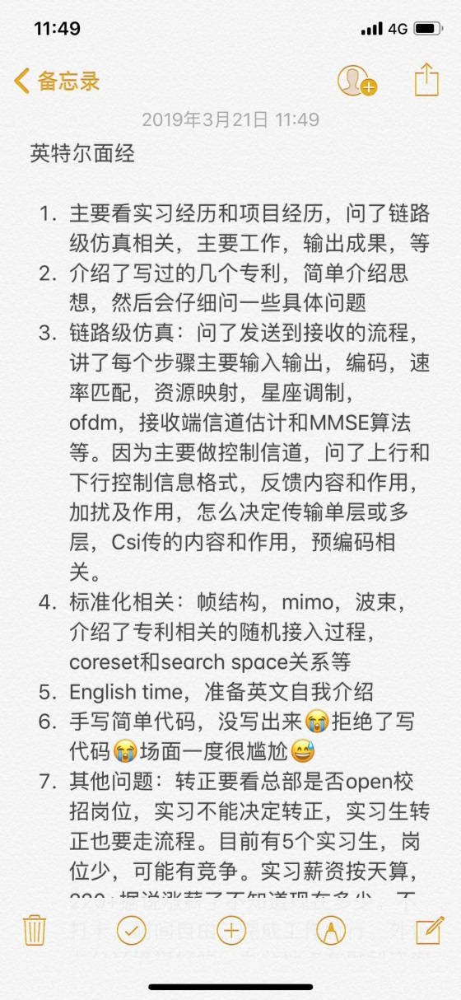 11:49
4G
备忘录
2019年3月21日 11:49
英特尔面经
1. 主要看实习经历和项目经历，问了链路
级仿真相关，主要工作，输出成果，等
2. 介绍了写过的几个专利，简单介绍思
想，然后会仔细问一些具体问题
3. 链路级仿真：问了发送到接收的流程，
讲了每个步骤主要输入输出，编码，速
率匹配，资源映射，星座调制，
ofdm，接收端信道估计和MMSE算法
等。因为主要做控制信道，问了上行和
下行控制信息格式，反馈内容和作用，
加扰及作用，怎么决定传输单层或多
层，Csi传的内容和作用，预编码相
关。
4. 标准化相关：帧结构，mimo，波束，
介绍了专利相关的随机接入过程，
coreset和search space关系等
5. English time，准备英文自我介绍
6. 手写简单代码，没写出来😭拒绝了写
代码😭场面一度很尴尬😅
7. 其他问题：转正要看总部是否open校
招岗位，实习不能决定转正，实习生转
正也要走流程。目前有5个实习生，岗
位少，可能有竞争。实习薪资按天算，
据说涨薪了不知道现在多少，不